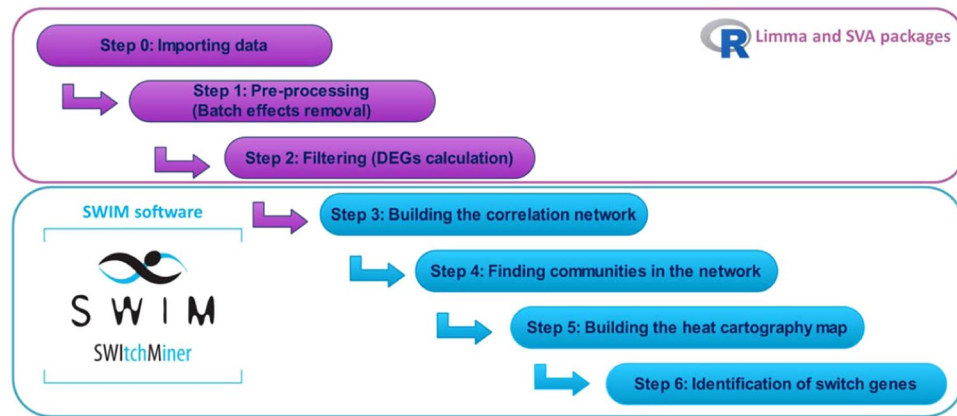 Step 0: Importing data
R Limma and SVA packages
Step 1: Pre-processing
(Batch effects removal)
Step 2: Filtering (DEGs calculation)
SWIM software
Step 3: Building the correlation network
Step 4: Finding communities in the network
SWIM
SWItchMiner
Step 5: Building the heat cartography map
Step 6: Identification of switch genes